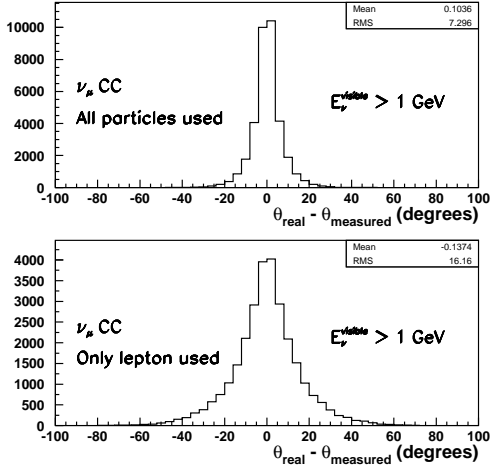 Mean 0.1036
RMS 7.296
10000
8000
6000
4000
2000
0
ν_μ CC
All particles used
E_ν^visible > 1 GeV
-100 -80 -60 -40 -20 0 20 40 60 80 100
θ_real - θ_measured (degrees)
Mean -0.1374
RMS 16.16
4000
3500
3000
2500
2000
1500
1000
500
0
ν_μ CC
Only lepton used
E_ν^visible > 1 GeV
-100 -80 -60 -40 -20 0 20 40 60 80 100
θ_real - θ_measured (degrees)